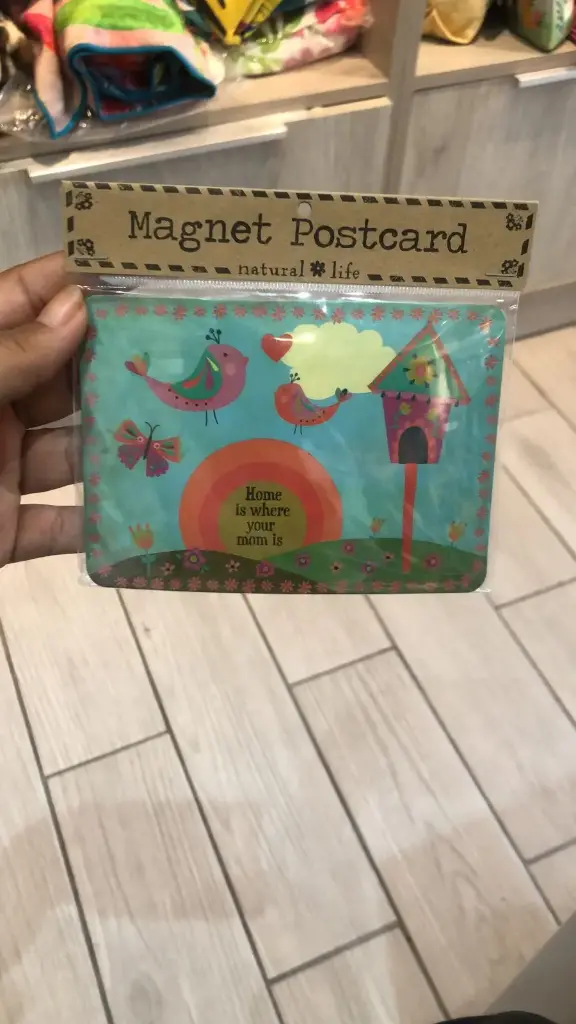 Magnet Postcard
natural life
Home
is where
your
mom is